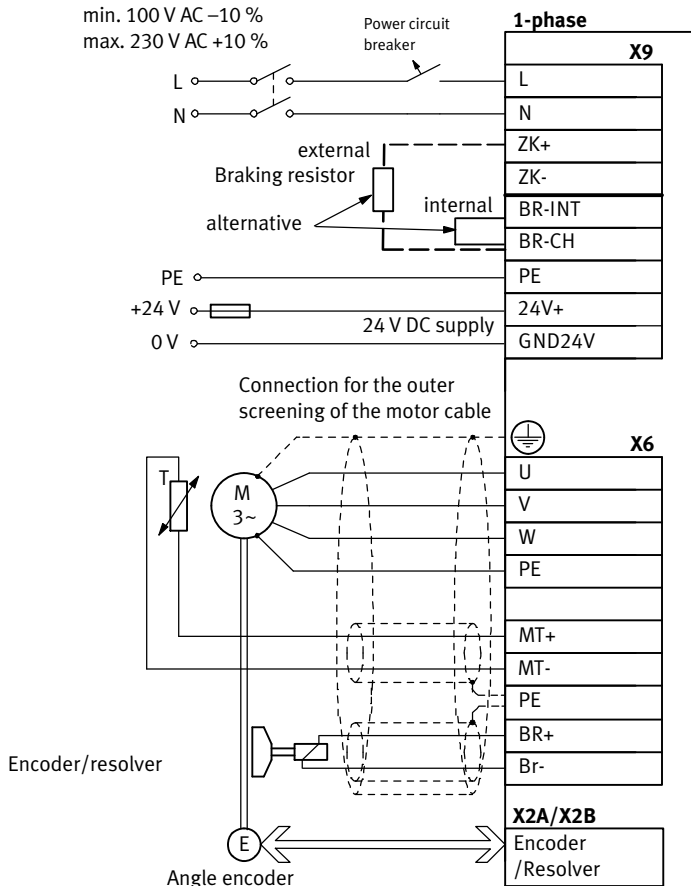 min. 100 V AC –10 %
max. 230 V AC +10 %
Power circuit
breaker
1-phase
X9
L
L
N
N
external
Braking resistor
ZK+
ZK-
alternative
internal
BR-INT
BR-CH
PE
PE
+24 V
24V+
24 V DC supply
0 V
GND24V
Connection for the outer
screening of the motor cable
X6
T
M
3~
U
V
W
PE
MT+
MT-
PE
BR+
Br-
Encoder/resolver
X2A/X2B
E
Encoder
/Resolver
Angle encoder